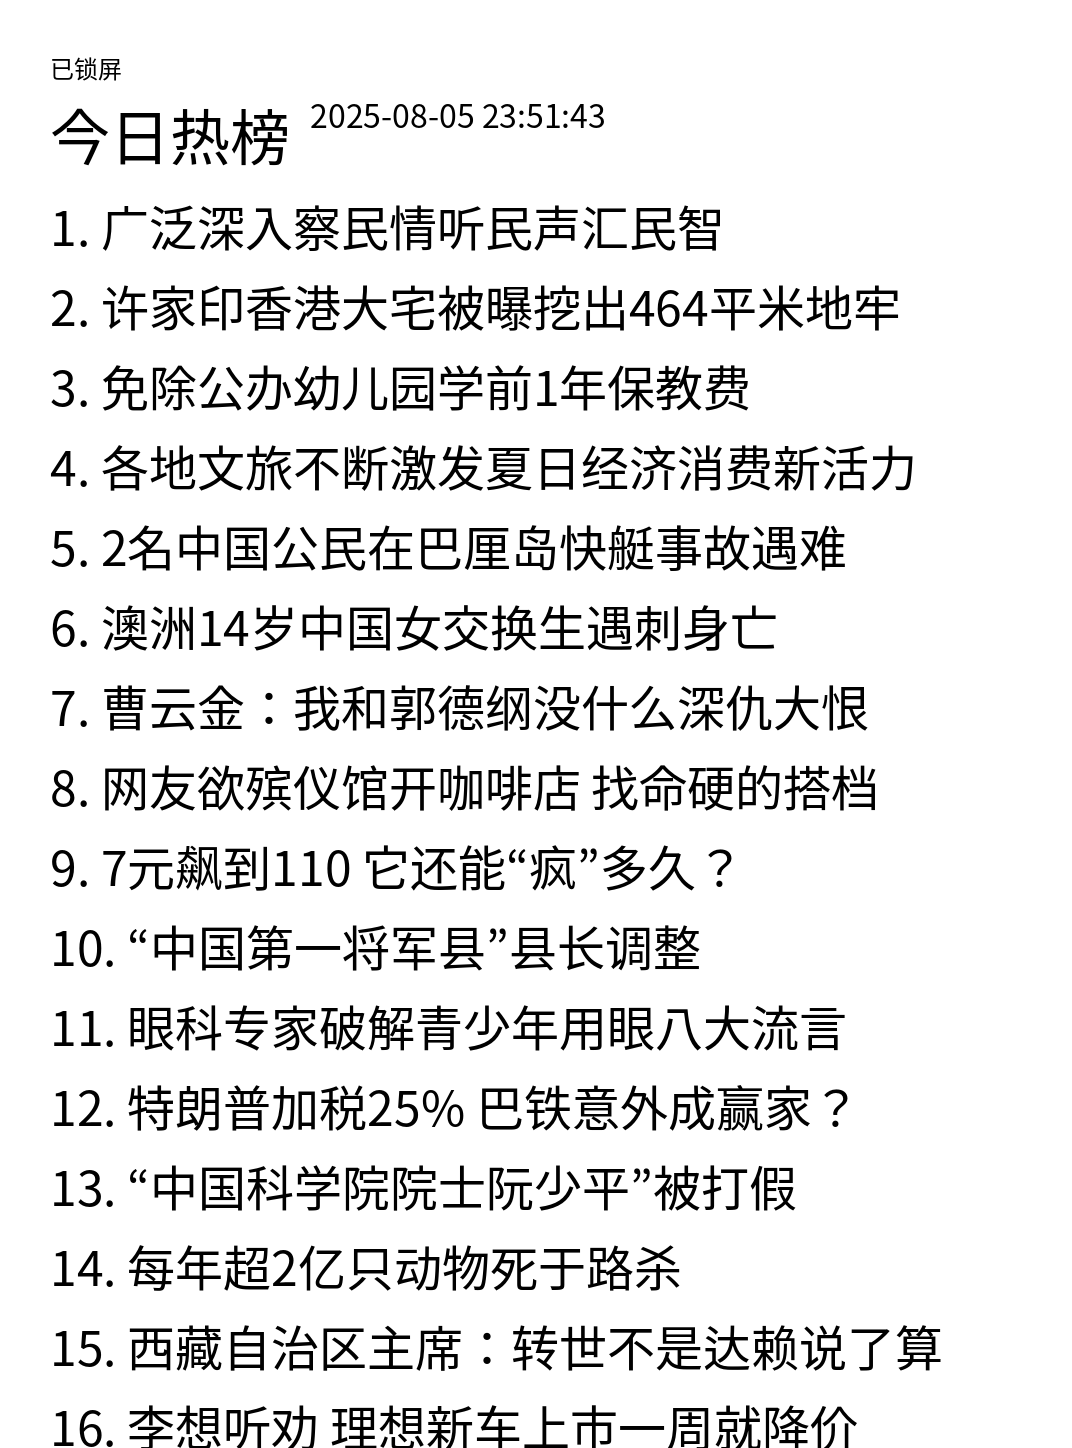 已锁屏
今日热榜 2025-08-05 23:51:43
1. 广泛深入察民情听民声汇民智
2. 许家印香港大宅被曝挖出464平米地牢
3. 免除公办幼儿园学前1年保教费
4. 各地文旅不断激发夏日经济消费新活力
5. 2名中国公民在巴厘岛快艇事故遇难
6. 澳洲14岁中国女交换生遇刺身亡
7. 曹云金：我和郭德纲没什么深仇大恨
8. 网友欲殡仪馆开咖啡店 找命硬的搭档
9. 7元飙到110 它还能“疯”多久？
10. “中国第一将军县”县长调整
11. 眼科专家破解青少年用眼八大流言
12. 特朗普加税25% 巴铁意外成赢家？
13. “中国科学院院士阮少平”被打假
14. 每年超2亿只动物死于路杀
15. 西藏自治区主席：转世不是达赖说了算
16. 李想听劝 理想新车上市一周就降价